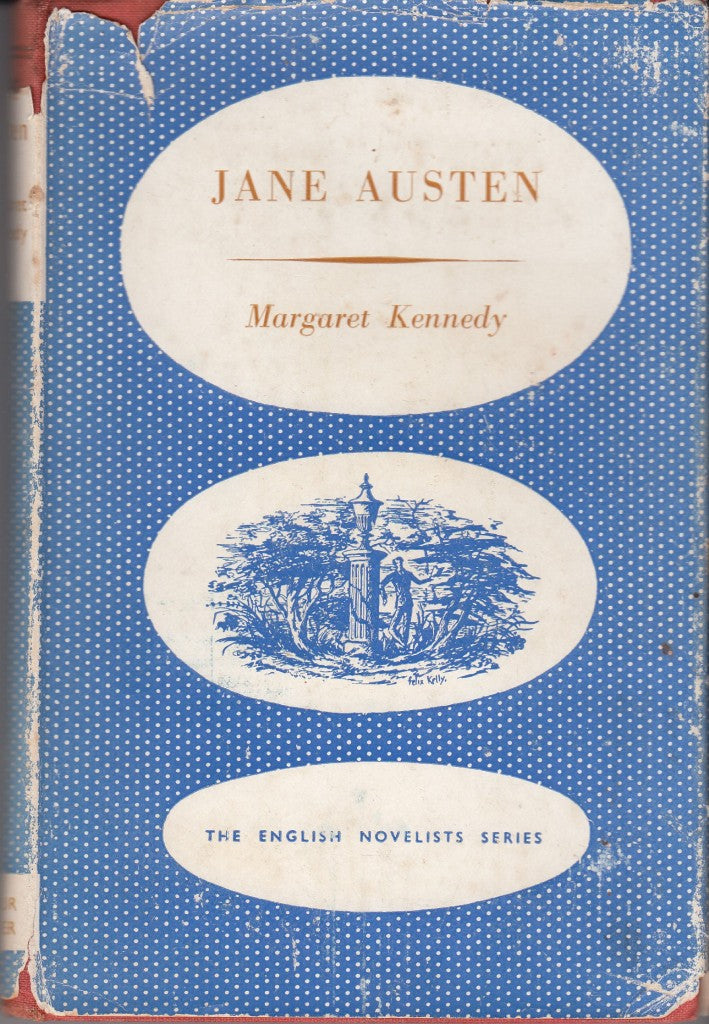 JANE AUSTEN
Margaret Kennedy
Felix Kelly.
THE ENGLISH NOVELISTS SERIES